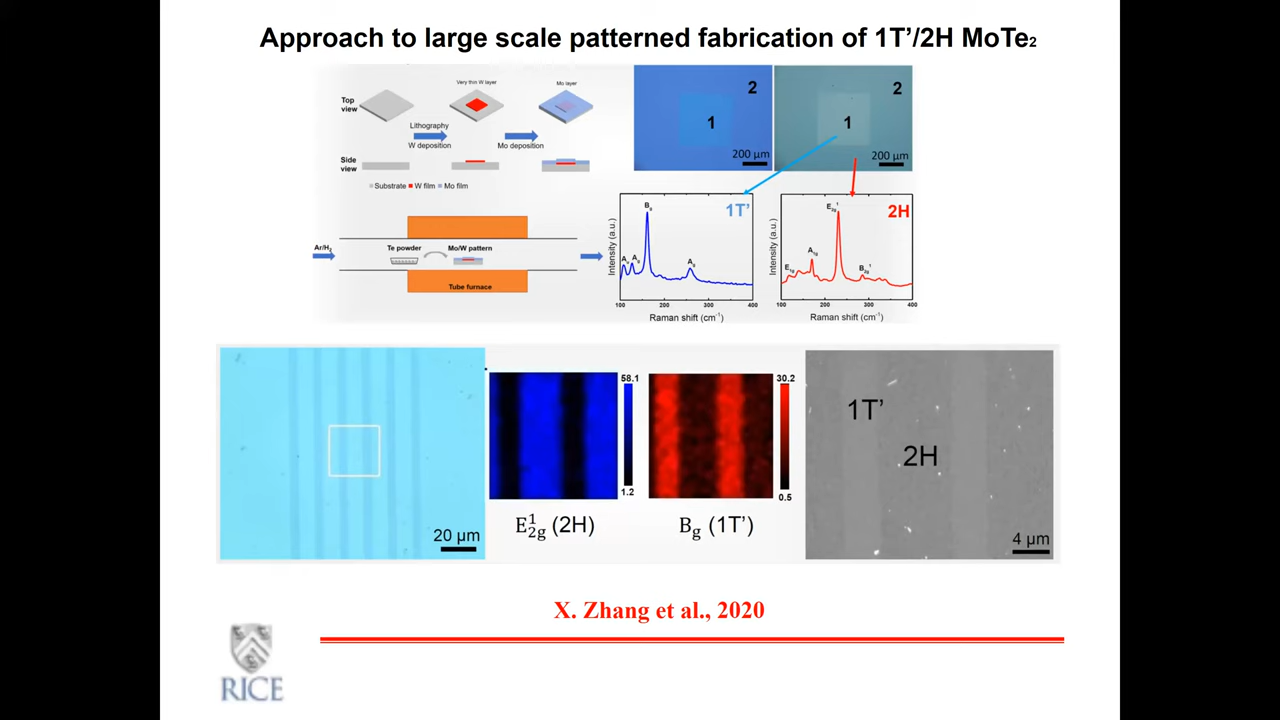 Approach to large scale patterned fabrication of 1T’/2H MoTe2
Top view
Very thin W layer
Mo layer
Lithography
W deposition
Mo deposition
Side view
Substrate W film Mo film
Ar/H2
Te powder
Mo/W pattern
Tube furnace
2
1
200 μm
2
1
200 μm
1T’
Bg
Ag
Ag
Ag
Intensity (a.u.)
100 200 300 400
Raman shift (cm-1)
2H
E2g1
A1g
E1g
B2g1
Intensity (a.u.)
100 200 300 400
Raman shift (cm-1)
20 μm
58.1
1.2
E2g1 (2H)
30.2
0.5
Bg (1T’)
1T’
2H
4 μm
X. Zhang et al., 2020
RICE